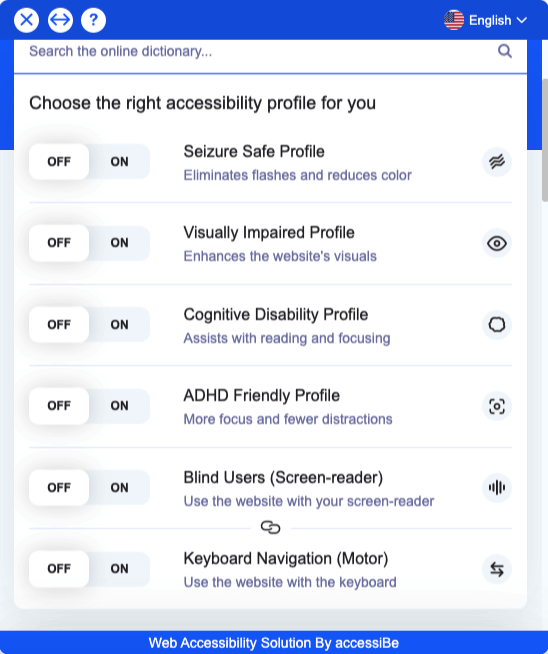 English
Search the online dictionary...
Choose the right accessibility profile for you
OFF ON
Seizure Safe Profile
Eliminates flashes and reduces color
OFF ON
Visually Impaired Profile
Enhances the website's visuals
OFF ON
Cognitive Disability Profile
Assists with reading and focusing
OFF ON
ADHD Friendly Profile
More focus and fewer distractions
OFF ON
Blind Users (Screen-reader)
Use the website with your screen-reader
OFF ON
Keyboard Navigation (Motor)
Use the website with the keyboard
Web Accessibility Solution By accessiBe